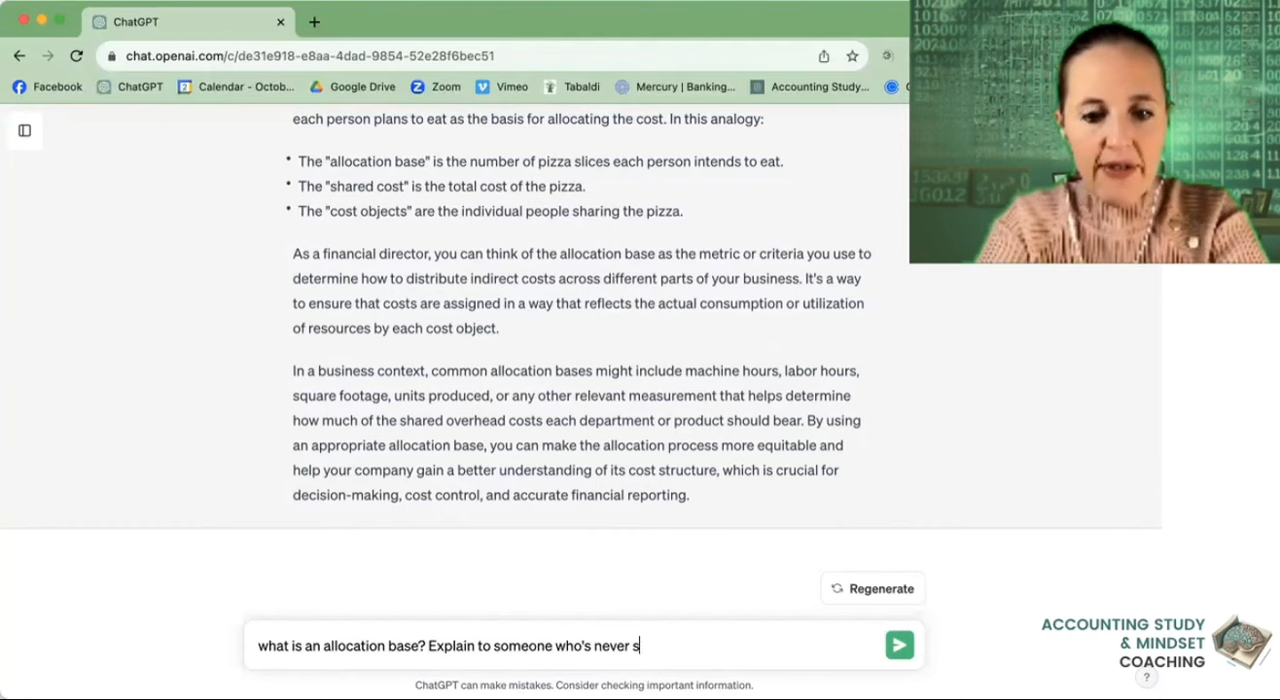 ChatGPT
chat.openai.com/c/de31e918-e8aa-4dad-9854-52e28f6bec51
Facebook ChatGPT Calendar - Octob... Google Drive Zoom Vimeo Tabaldi Mercury | Banking... Accounting Study...
each person plans to eat as the basis for allocating the cost. In this analogy:
• The "allocation base" is the number of pizza slices each person intends to eat.
• The "shared cost" is the total cost of the pizza.
• The "cost objects" are the individual people sharing the pizza.
As a financial director, you can think of the allocation base as the metric or criteria you use to
determine how to distribute indirect costs across different parts of your business. It's a way
to ensure that costs are assigned in a way that reflects the actual consumption or utilization
of resources by each cost object.
In a business context, common allocation bases might include machine hours, labor hours,
square footage, units produced, or any other relevant measurement that helps determine
how much of the shared overhead costs each department or product should bear. By using
an appropriate allocation base, you can make the allocation process more equitable and
help your company gain a better understanding of its cost structure, which is crucial for
decision-making, cost control, and accurate financial reporting.
Regenerate
what is an allocation base? Explain to someone who's never s
ChatGPT can make mistakes. Consider checking important information.
ACCOUNTING STUDY
& MINDSET
COACHING
?